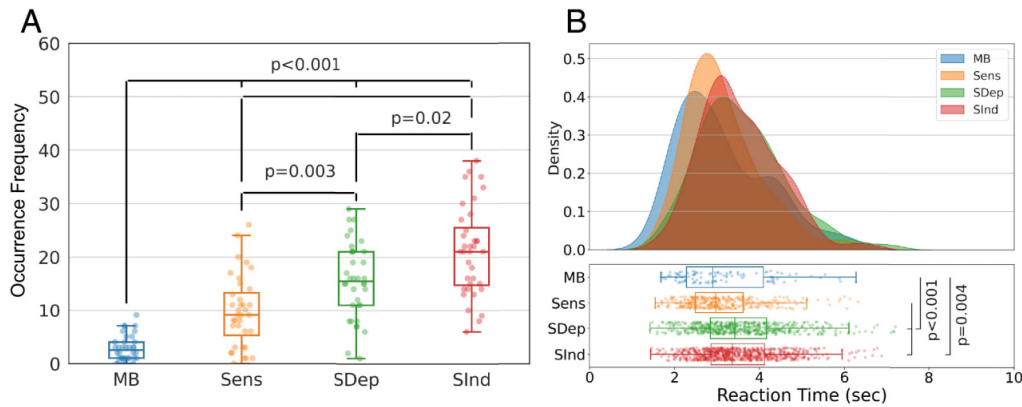 A
Occurrence Frequency
60
50
40
30
20
10
0
p<0.001
p=0.02
p=0.003
MB
Sens
SDep
SInd
B
Density
0.5
0.4
0.3
0.2
0.1
0.0
MB
Sens
SDep
SInd
MB
Sens
SDep
SInd
p<0.001
p=0.004
0
2
4
6
8
10
Reaction Time (sec)